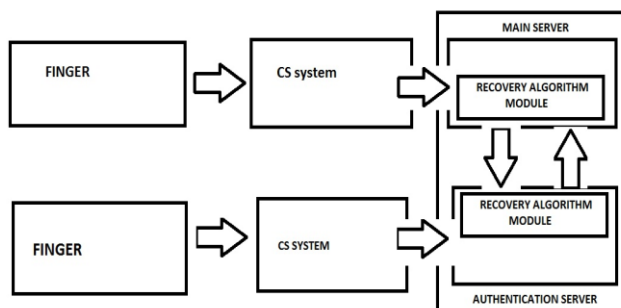 MAIN SERVER
FINGER
CS system
RECOVERY ALGORITHM
MODULE
RECOVERY ALGORITHM
MODULE
FINGER
CS SYSTEM
AUTHENTICATION SERVER